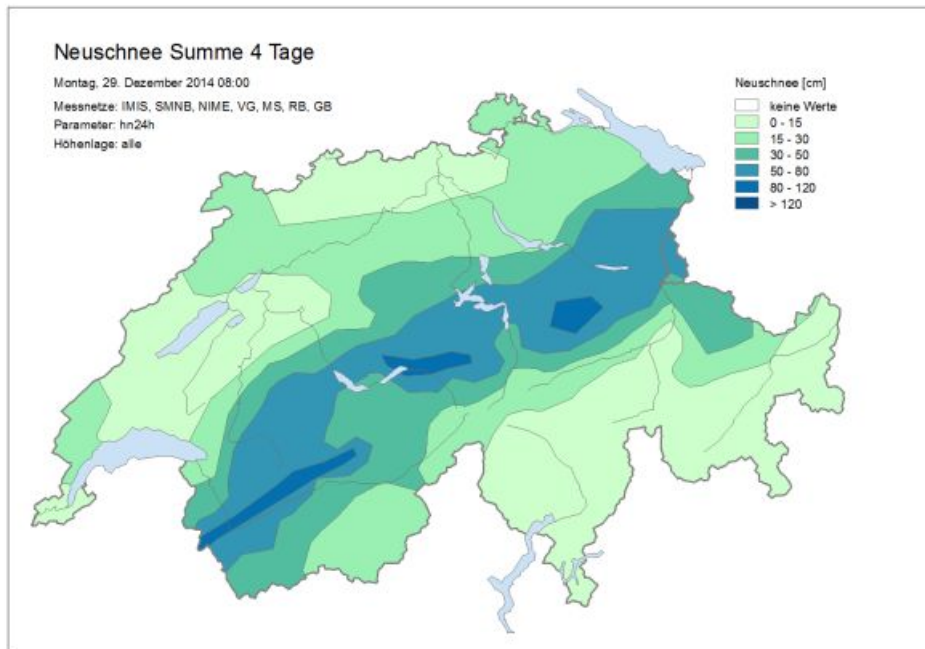 Neuschnee Summe 4 Tage
Montag, 29. Dezember 2014 08:00
Messnetze: IMIS, SMNB, NIME, VG, MS, RB, GB
Parameter: hn24h
Höhenlage: alle
Neuschnee [cm]
keine Werte
0 - 15
15 - 30
30 - 50
50 - 80
80 - 120
> 120